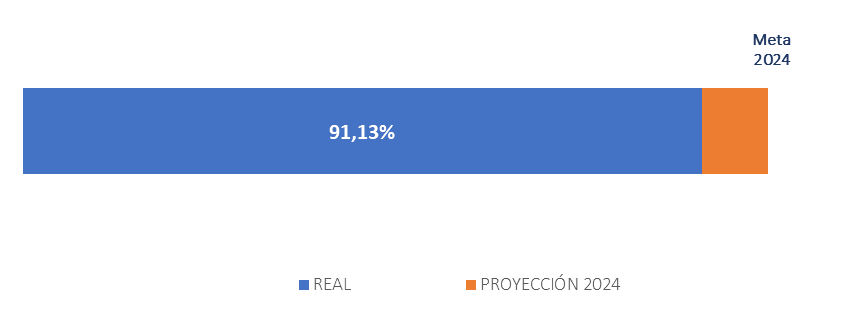 Meta
2024
91,13%
REAL
PROYECCIÓN 2024